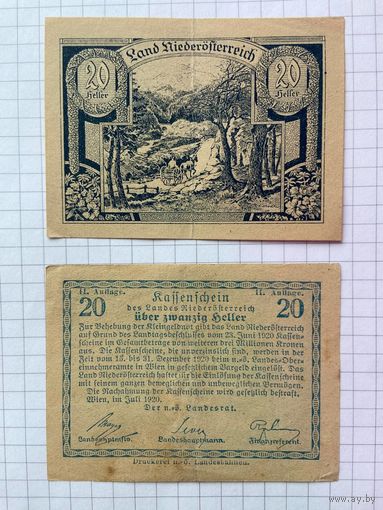 Land Niederösterreich
20 Heller
20 Heller
II. Auflage.
II. Auflage.
20
Kassenschein
20
des Landes Niederösterreich
über zwanzig Heller
Zur Behebung der Kleingeldnot gibt das Land Niederösterreich
auf Grund des Landtagsbeschlusses vom 23. Juni 1920 Kassen-
scheine im Gesamtbetrage von weiteren drei Millionen Kronen
aus. Die Kassenscheine, die unverzinslich sind, werden in der
Zeit vom 15. bis 31. Dezember 1920 beim n.-ö. Landes-Ober-
einnehmeramte in Wien in gesetzlichem Bargeld eingelöst. Das
Land Niederösterreich haftet für die Einlösung der Kassenscheine
mit seinem ganzen beweglichen und unbeweglichen Vermögen.
Die Nachahmung der Kassenscheine wird gesetzlich bestraft.
Wien, im Juli 1920.
Der n.-ö. Landesrat.
Landeshauptmann.
Finanzreferent.
Druckerei n.-ö. Landesbahnen.
ay.by